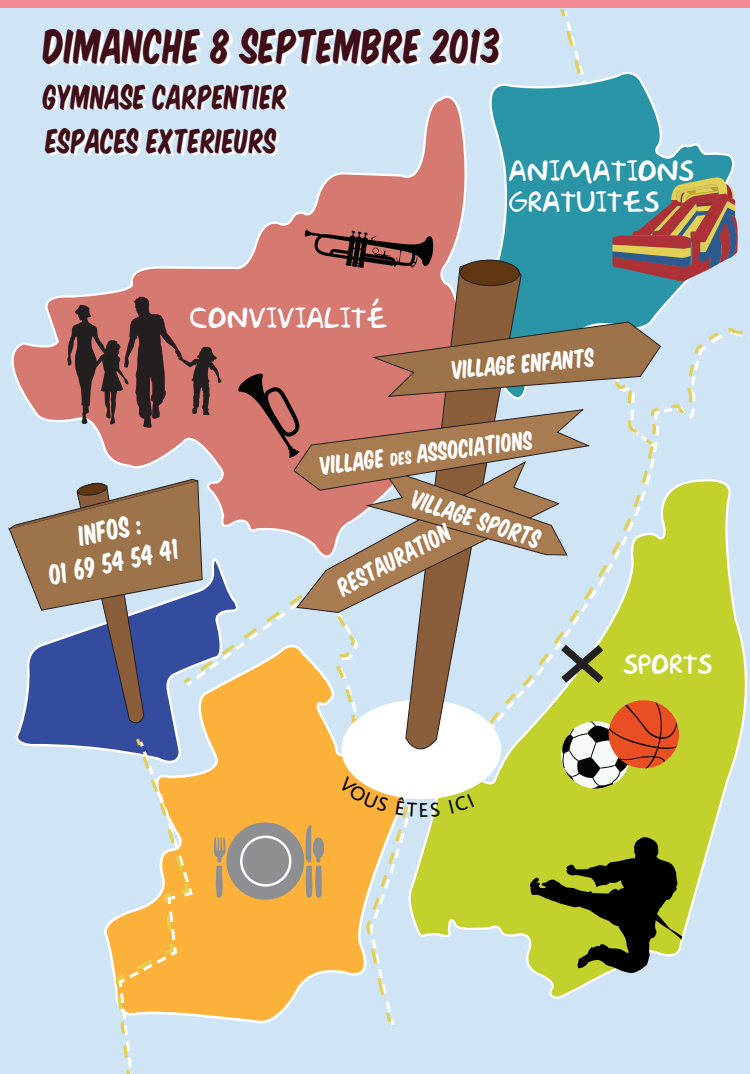 DIMANCHE 8 SEPTEMBRE 2013
GYMNASE CARPENTIER
ESPACES EXTERIEURS
ANIMATIONS
GRATUITES
CONVIVIALITÉ
VILLAGE ENFANTS
VILLAGE DES ASSOCIATIONS
VILLAGE SPORTS
RESTAURATION
INFOS :
01 69 54 54 41
SPORTS
VOUS ÊTES ICI